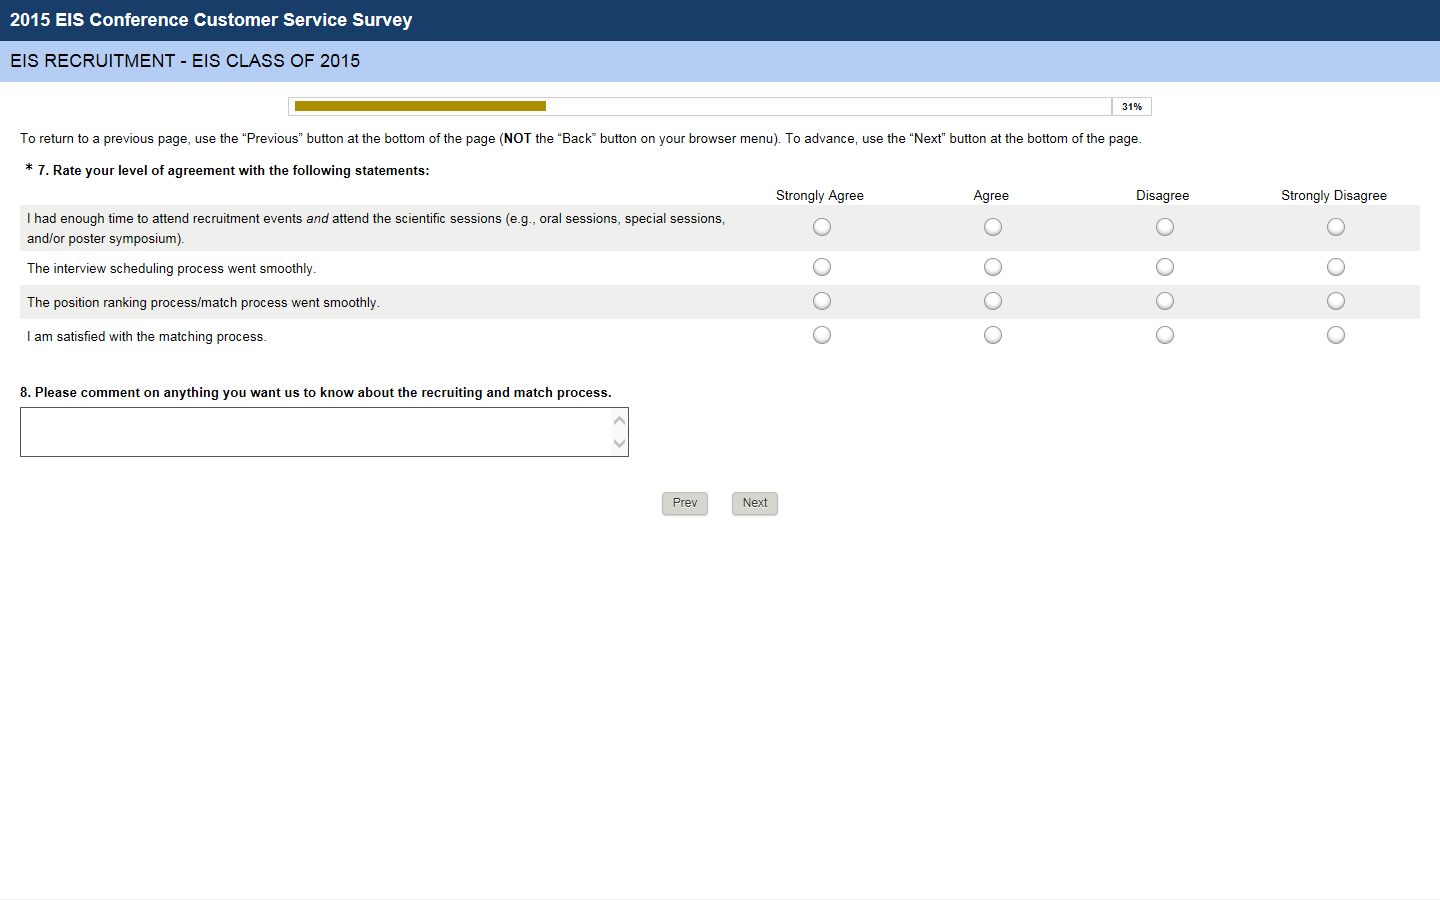 2015 EIS Conference Customer Service Survey
EIS RECRUITMENT - EIS CLASS OF 2015
31%
To return to a previous page, use the “Previous” button at the bottom of the page (NOT the “Back” button on your browser menu). To advance, use the “Next” button at the bottom of the page.
* 7. Rate your level of agreement with the following statements:
Strongly Agree Agree Disagree Strongly Disagree
I had enough time to attend recruitment events and attend the scientific sessions (e.g., oral sessions, special sessions,
and/or poster symposium).
The interview scheduling process went smoothly.
The position ranking process/match process went smoothly.
I am satisfied with the matching process.
8. Please comment on anything you want us to know about the recruiting and match process.
Prev Next